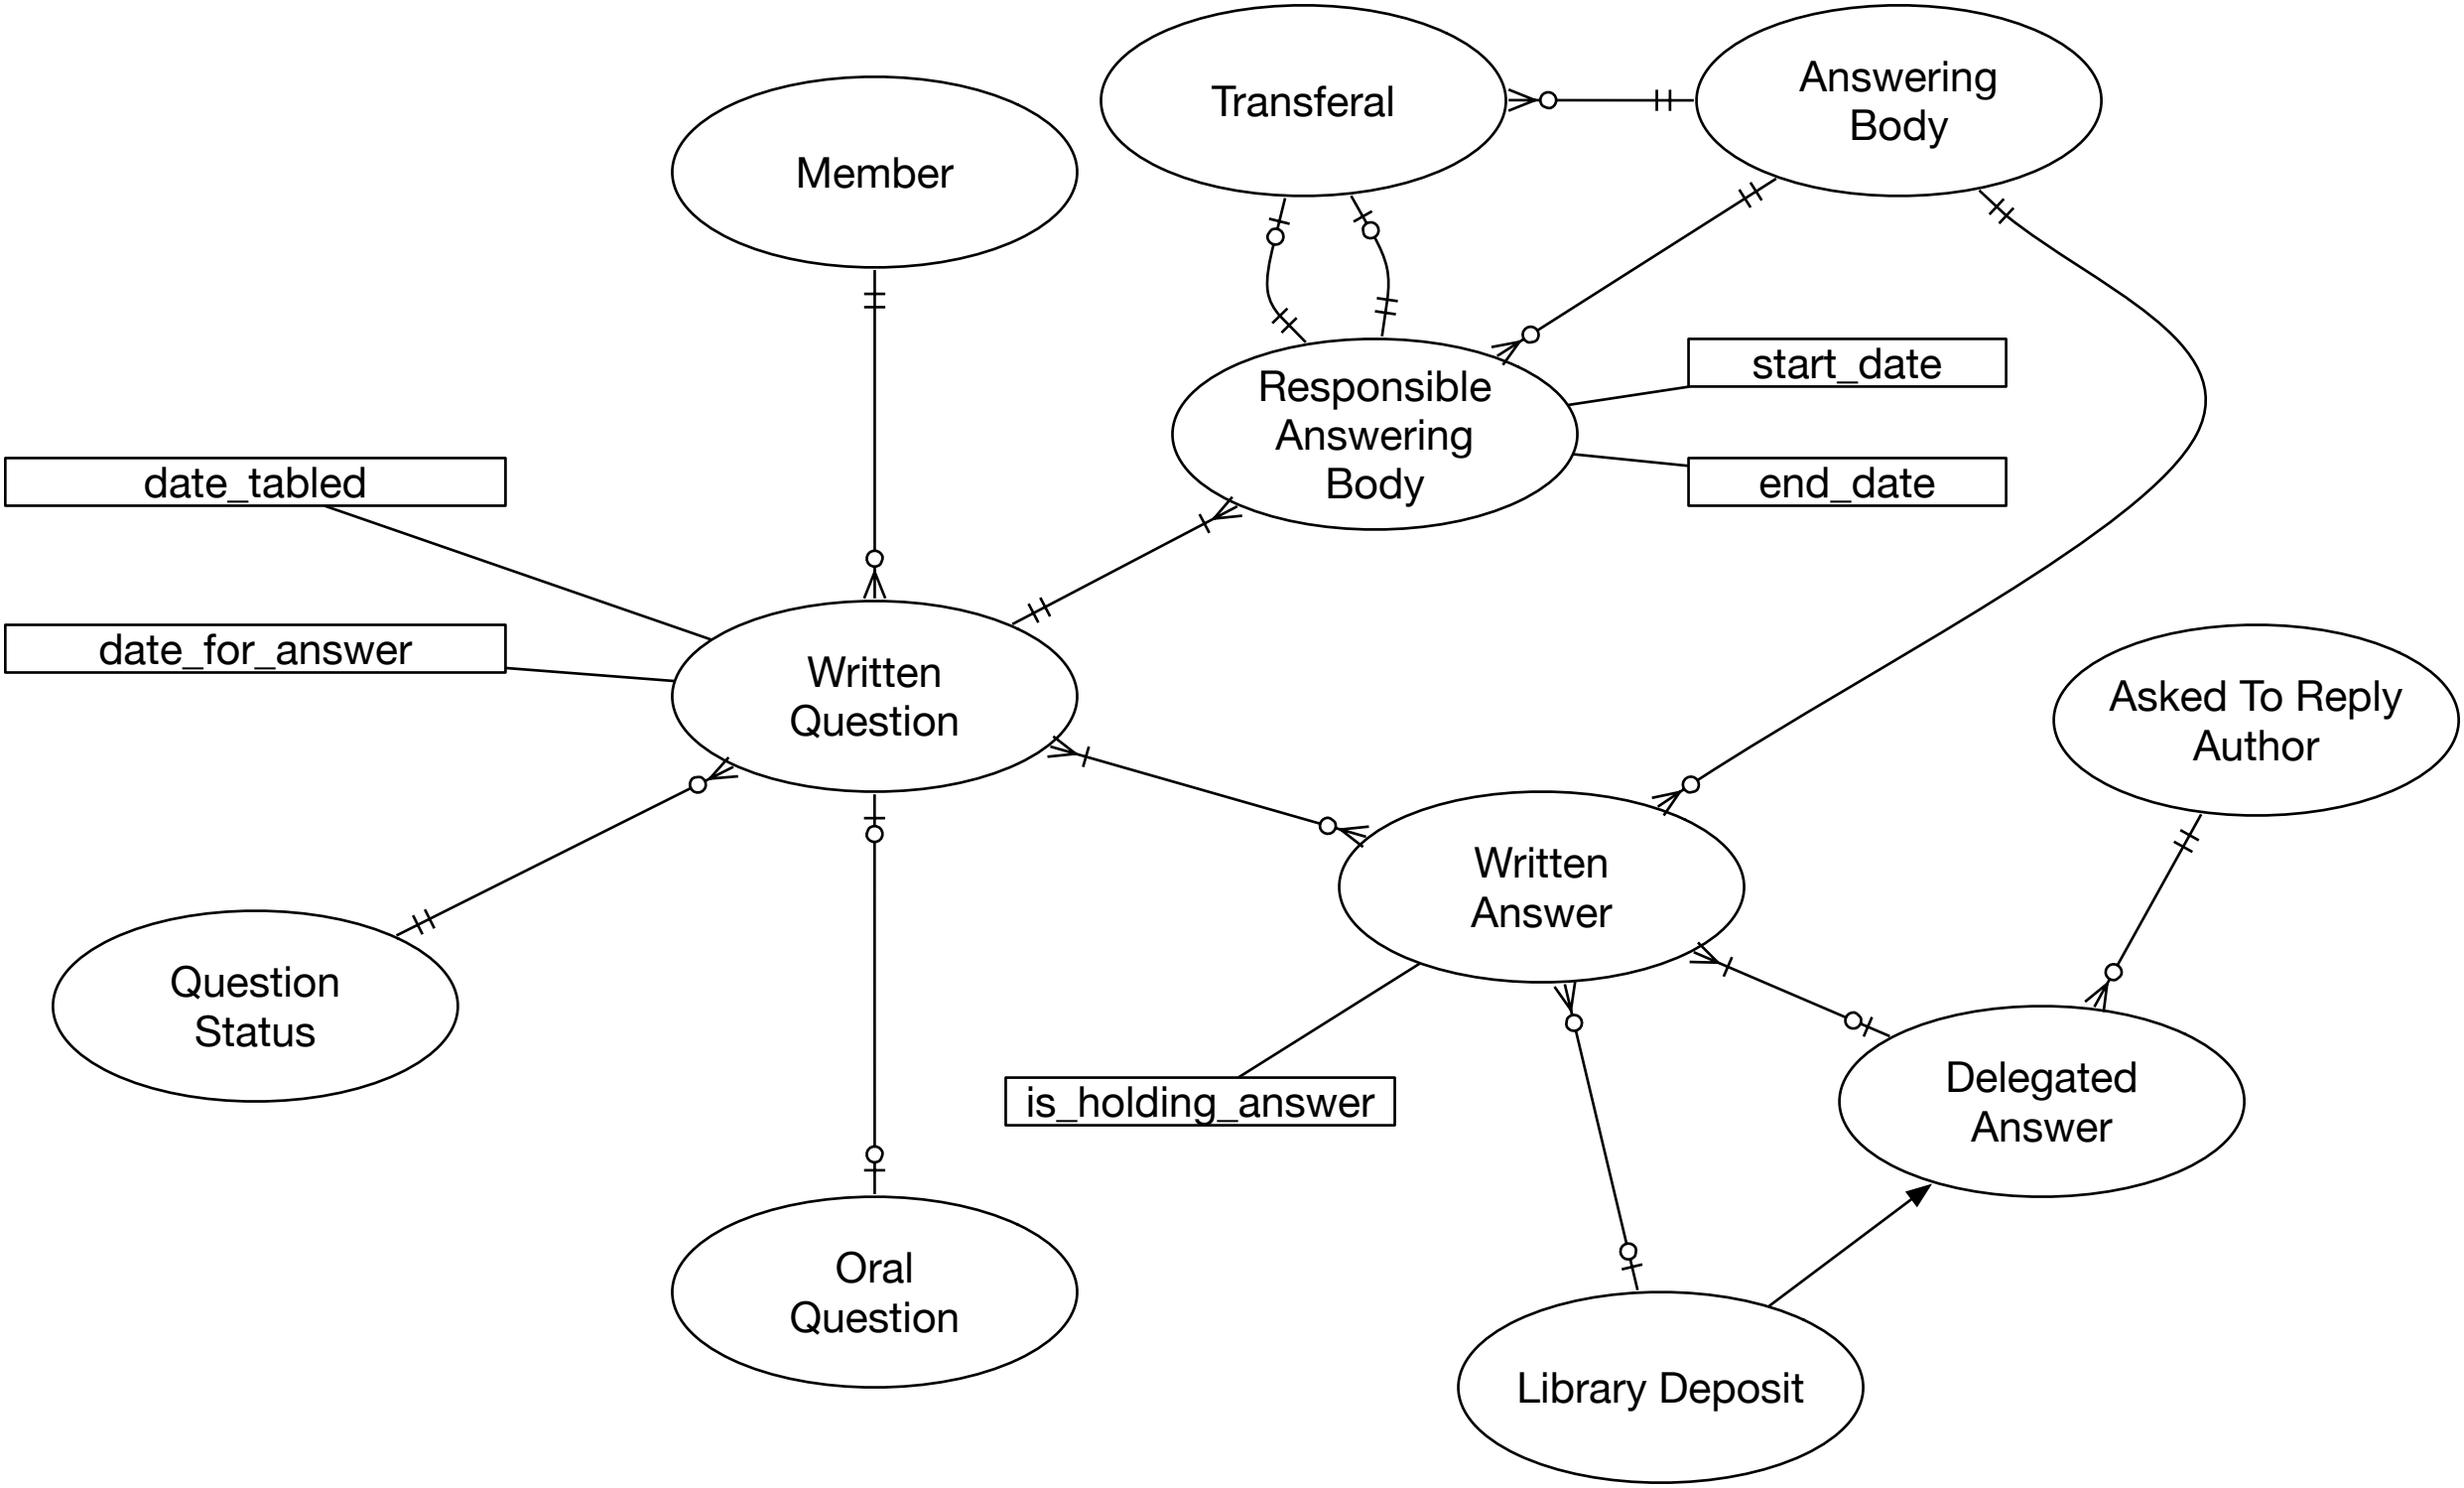 Transferal
Answering
Body
Member
start_date
Responsible
Answering
Body
date_tabled
end_date
date_for_answer
Written
Question
Asked To Reply
Author
Written
Answer
Question
Status
is_holding_answer
Delegated
Answer
Oral
Question
Library Deposit